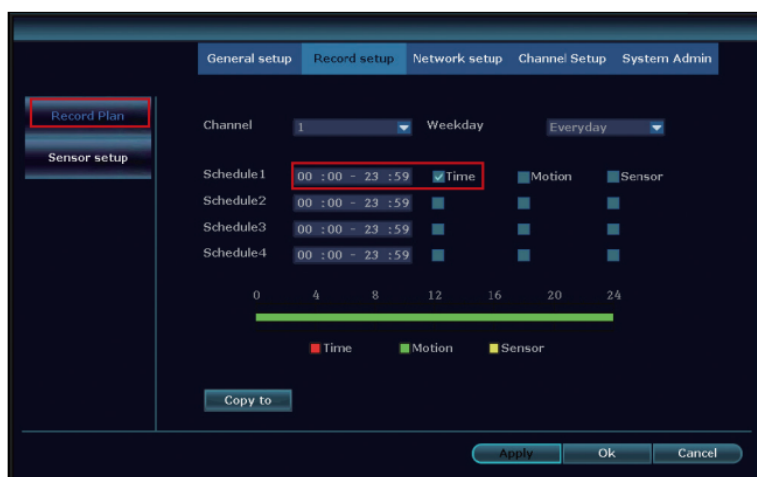 General setup Record setup Network setup Channel Setup System Admin
Record Plan
Sensor setup
Channel 1 Weekday Everyday
Schedule1 00 :00 - 23 :59 Time Motion Sensor
Schedule2 00 :00 - 23 :59
Schedule3 00 :00 - 23 :59
Schedule4 00 :00 - 23 :59
0 4 8 12 16 20 24
Time Motion Sensor
Copy to
Apply Ok Cancel